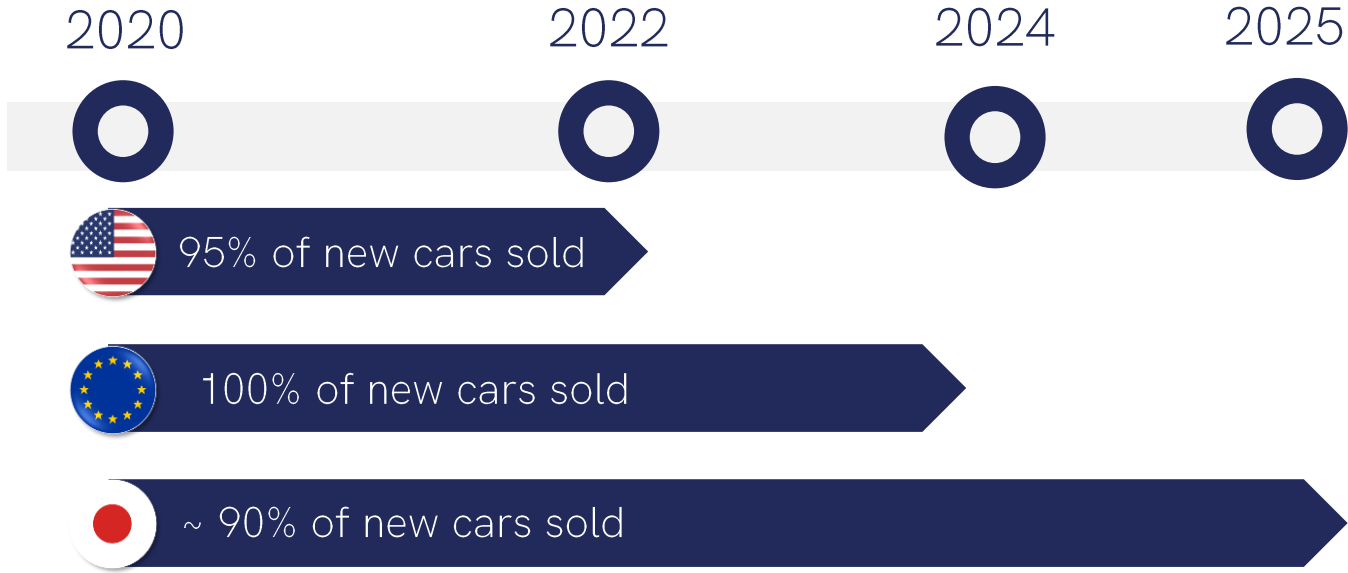 2020 2022 2024 2025
95% of new cars sold
100% of new cars sold
~ 90% of new cars sold